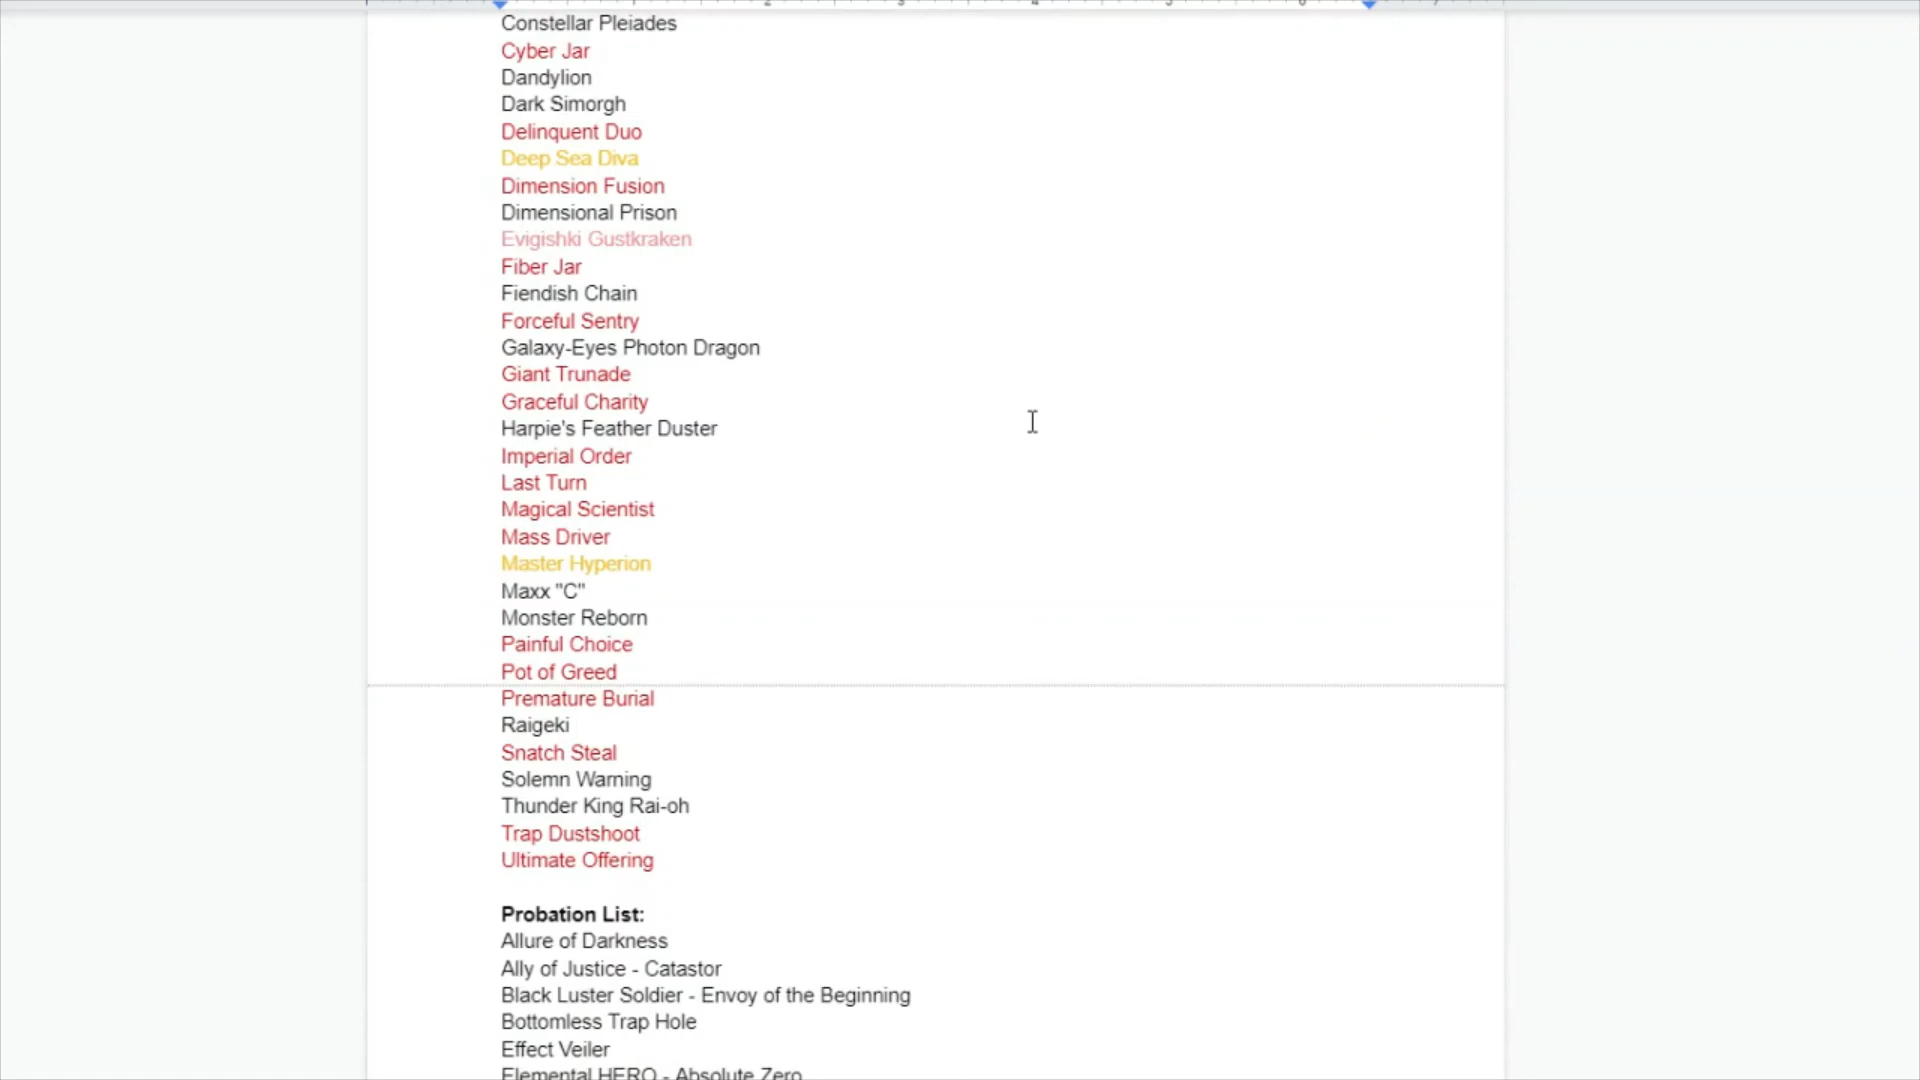 Constellar Pleiades
Cyber Jar
Dandylion
Dark Simorgh
Delinquent Duo
Deep Sea Diva
Dimension Fusion
Dimensional Prison
Evigishki Gustkraken
Fiber Jar
Fiendish Chain
Forceful Sentry
Galaxy-Eyes Photon Dragon
Giant Trunade
Graceful Charity
Harpie's Feather Duster
Imperial Order
Last Turn
Magical Scientist
Mass Driver
Master Hyperion
Maxx "C"
Monster Reborn
Painful Choice
Pot of Greed
Premature Burial
Raigeki
Snatch Steal
Solemn Warning
Thunder King Rai-oh
Trap Dustshoot
Ultimate Offering
Probation List:
Allure of Darkness
Ally of Justice - Catastor
Black Luster Soldier - Envoy of the Beginning
Bottomless Trap Hole
Effect Veiler
Elemental HERO - Absolute Zero